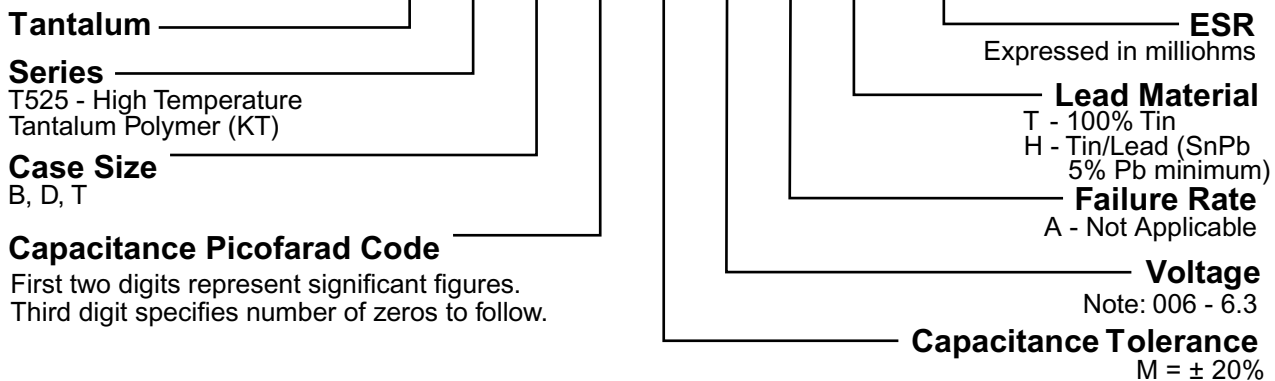 Tantalum
Series
T525 - High Temperature
Tantalum Polymer (KT)
Case Size
B, D, T
Capacitance Picofarad Code
First two digits represent significant figures.
Third digit specifies number of zeros to follow.
ESR
Expressed in milliohms
Lead Material
T - 100% Tin
H - Tin/Lead (SnPb
5% Pb minimum)
Failure Rate
A - Not Applicable
Voltage
Note: 006 - 6.3
Capacitance Tolerance
M = ± 20%